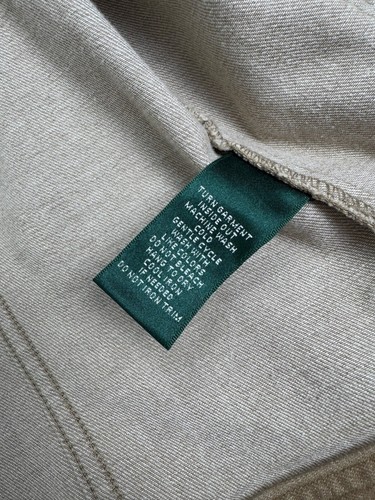 TURN GARMENT
INSIDE OUT
MACHINE WASH
COLD
GENTLE CYCLE
WASH WITH
LIKE COLORS
DO NOT BLEACH
HANG TO DRY
COOL IRON
IF NEEDED
DO NOT IRON TRIM